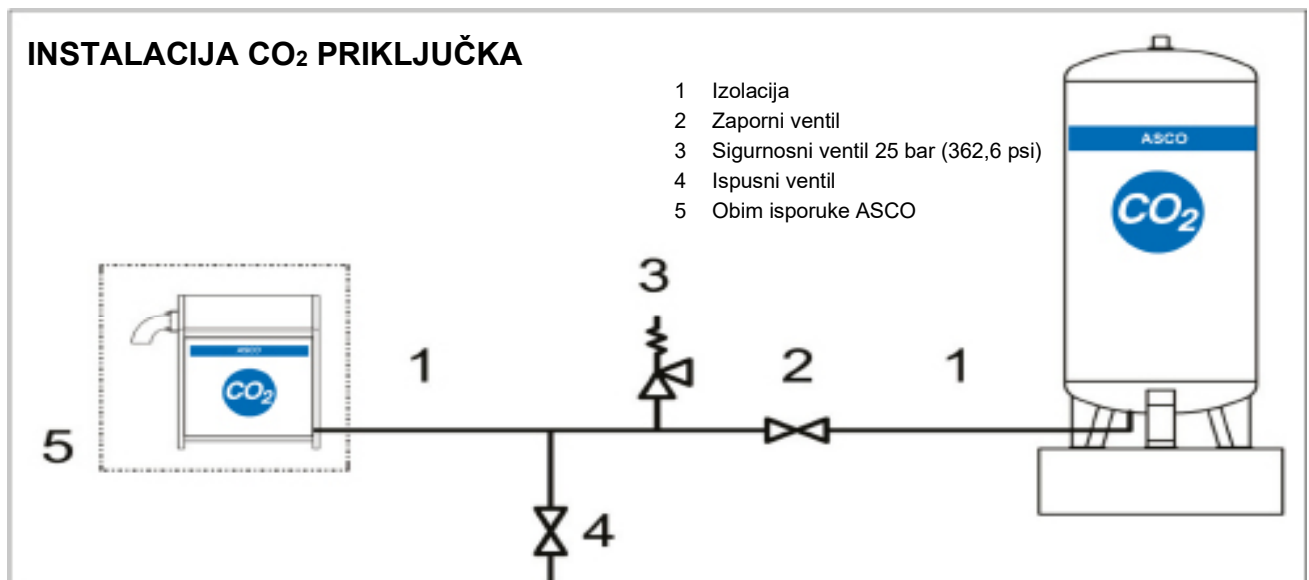 INSTALACIJA CO₂ PRIKLJUČKA
1 Izolacija
2 Zaporni ventil
3 Sigurnosni ventil 25 bar (362,6 psi)
4 Ispusni ventil
5 Obim isporuke ASCO
ASCO
CO₂
3
ASCO
CO₂
1
2
1
5
4